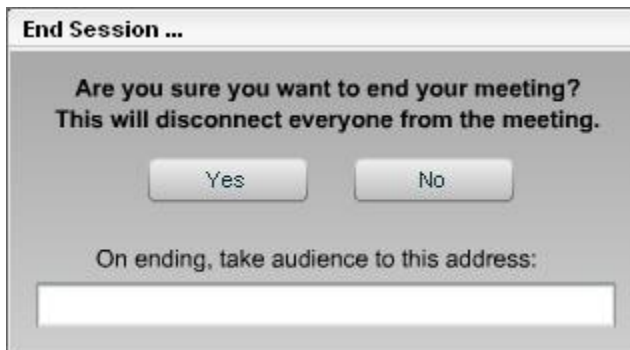 End Session ...
Are you sure you want to end your meeting?
This will disconnect everyone from the meeting.
Yes No
On ending, take audience to this address: